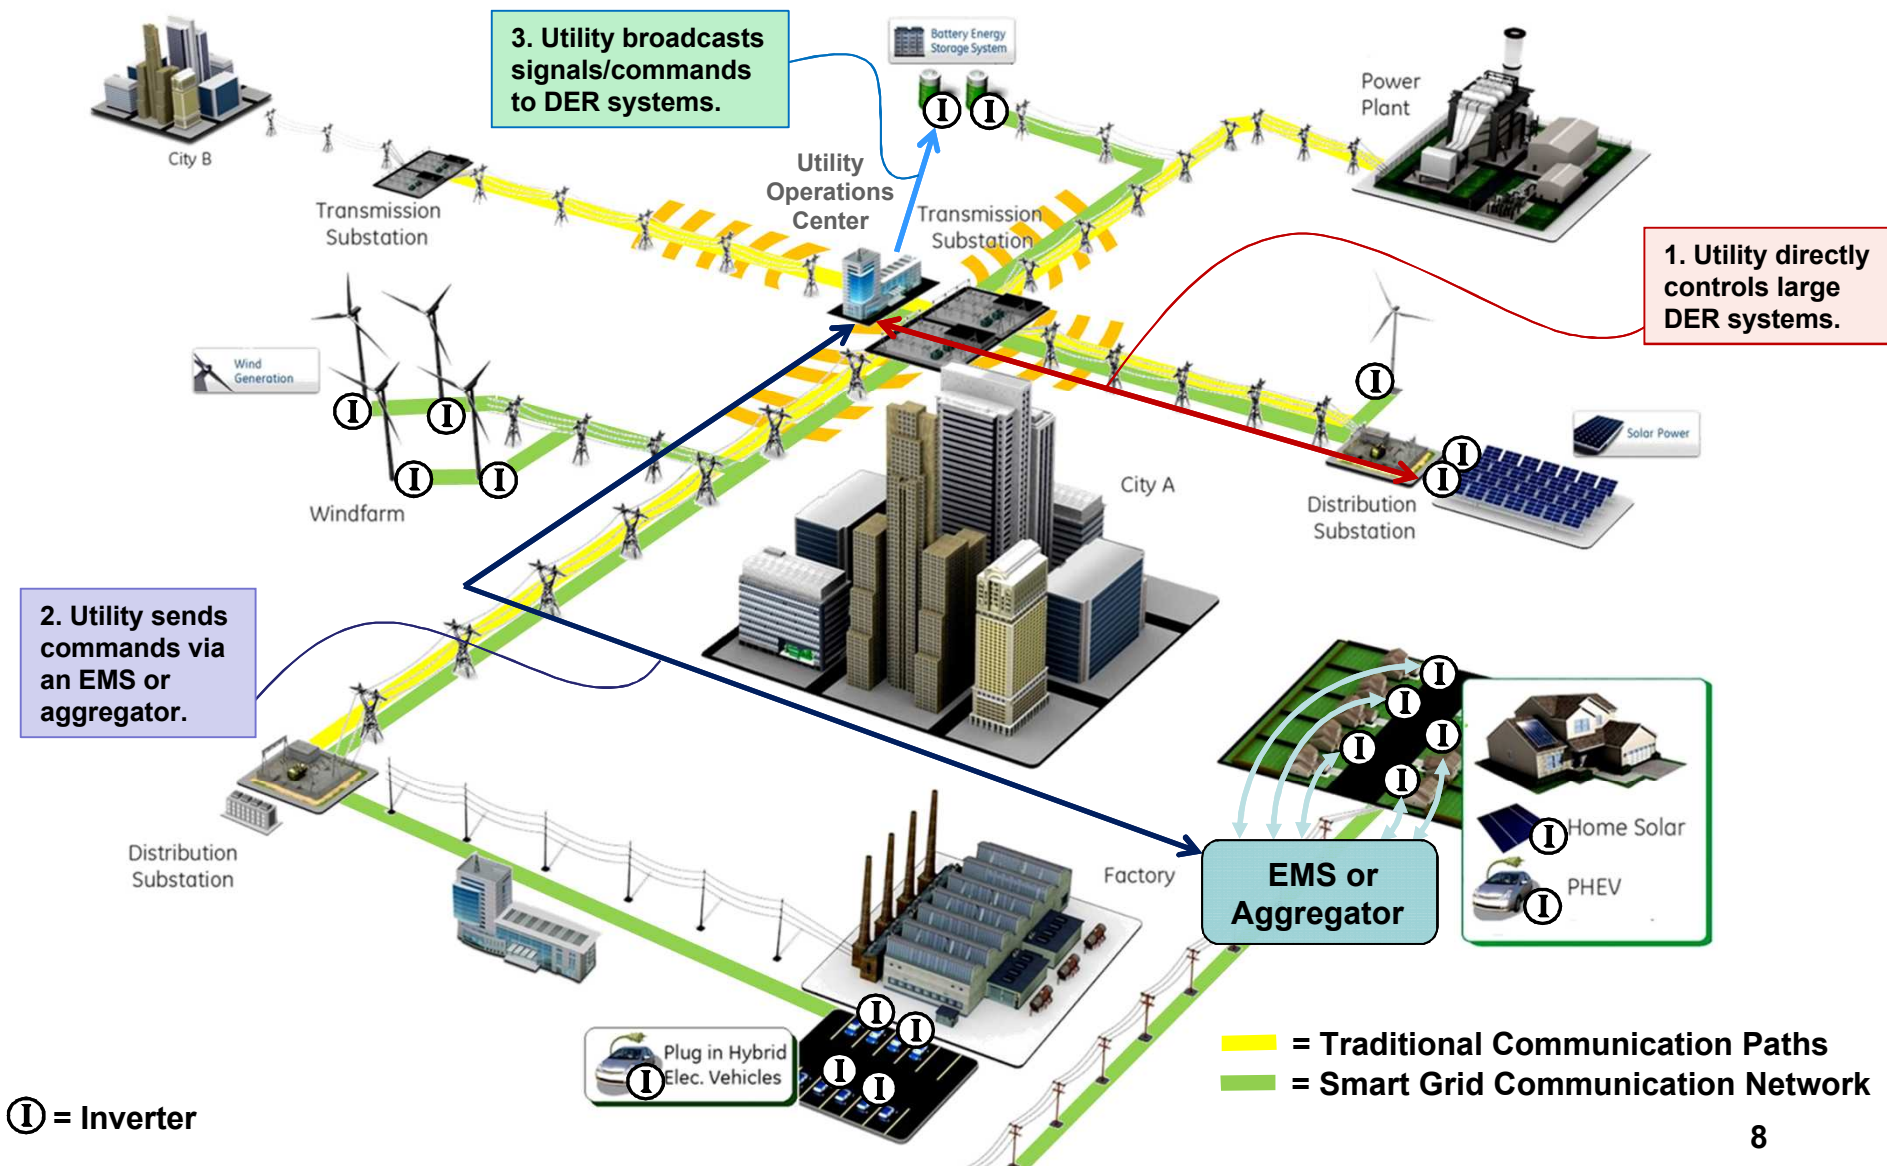 3. Utility broadcasts
signals/commands
to DER systems.
Battery Energy
Storage System
Power
Plant
City B
Utility
Operations
Center
Transmission
Substation
Transmission
Substation
1. Utility directly
controls large
DER systems.
Wind
Generation
I
I
I
I
I
I
I
I
I
Solar Power
City A
Windfarm
Distribution
Substation
2. Utility sends
commands via
an EMS or
aggregator.
I
I
I
I
I
Distribution
Substation
Factory
EMS or
Aggregator
I
Home Solar
I
PHEV
I
I
I
I
Plug in Hybrid
Elec. Vehicles
I
= Traditional Communication Paths
= Smart Grid Communication Network
I = Inverter
8